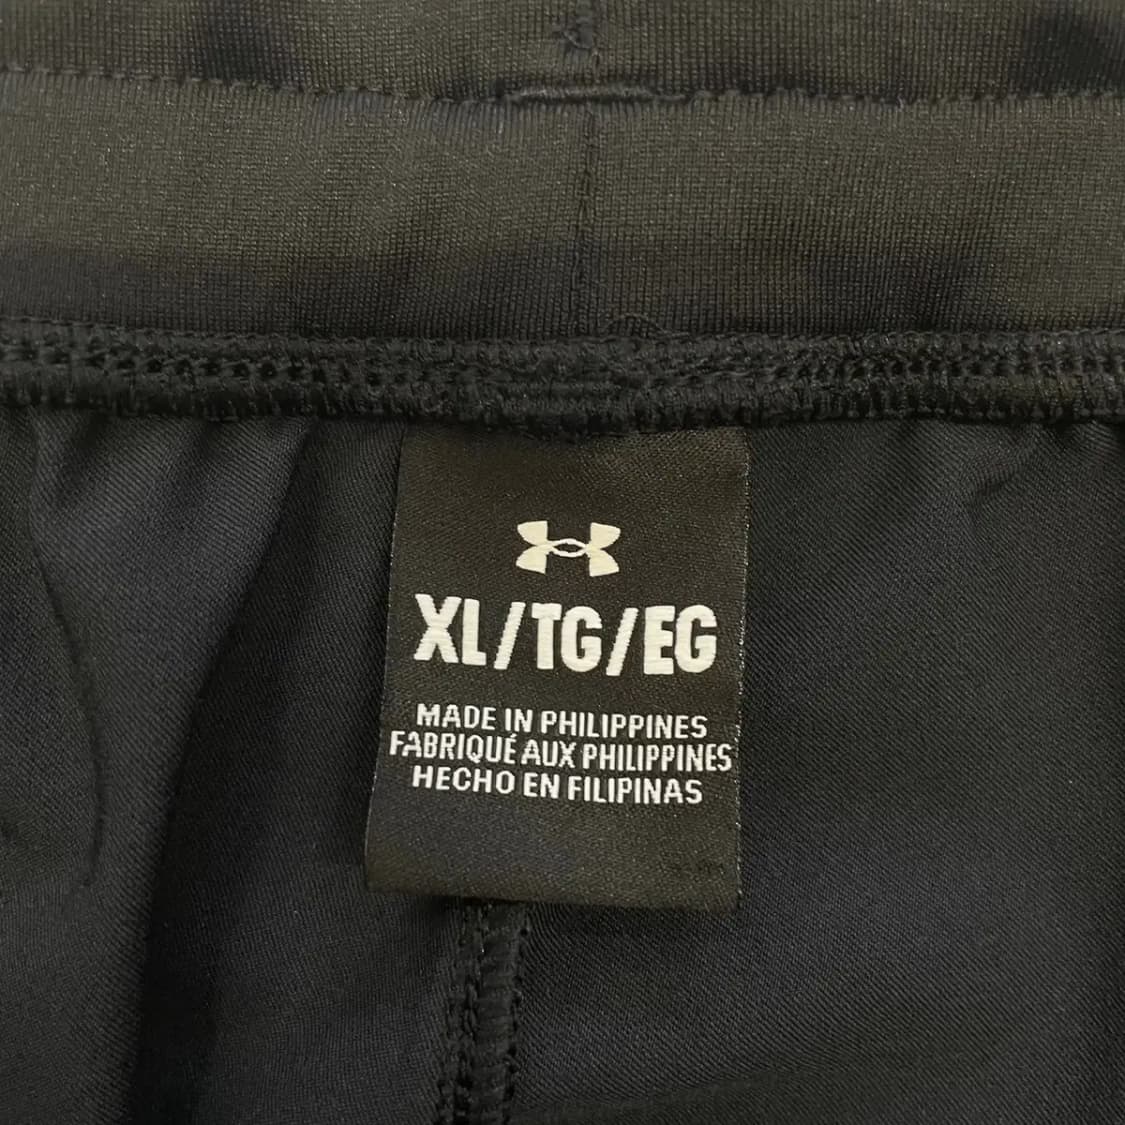 XL/TG/EG
MADE IN PHILIPPINES
FABRIQUÉ AUX PHILIPPINES
HECHO EN FILIPINAS